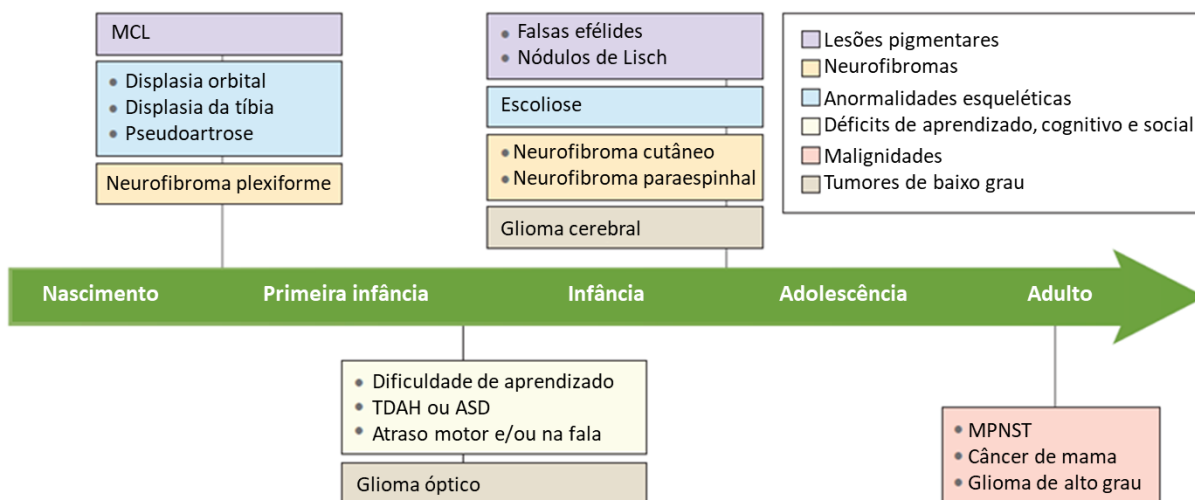 MCL
Displasia orbital
Displasia da tíbia
Pseudoartrose
Neurofibroma plexiforme
Falsas efélides
Nódulos de Lisch
Escoliose
Neurofibroma cutâneo
Neurofibroma paraespinhal
Glioma cerebral
Lesões pigmentares
Neurofibromas
Anormalidades esqueléticas
Déficits de aprendizado, cognitivo e social
Malignidades
Tumores de baixo grau
Nascimento Primeira infância Infância Adolescência Adulto
Dificuldade de aprendizado
TDAH ou ASD
Atraso motor e/ou na fala
Glioma óptico
MPNST
Câncer de mama
Glioma de alto grau